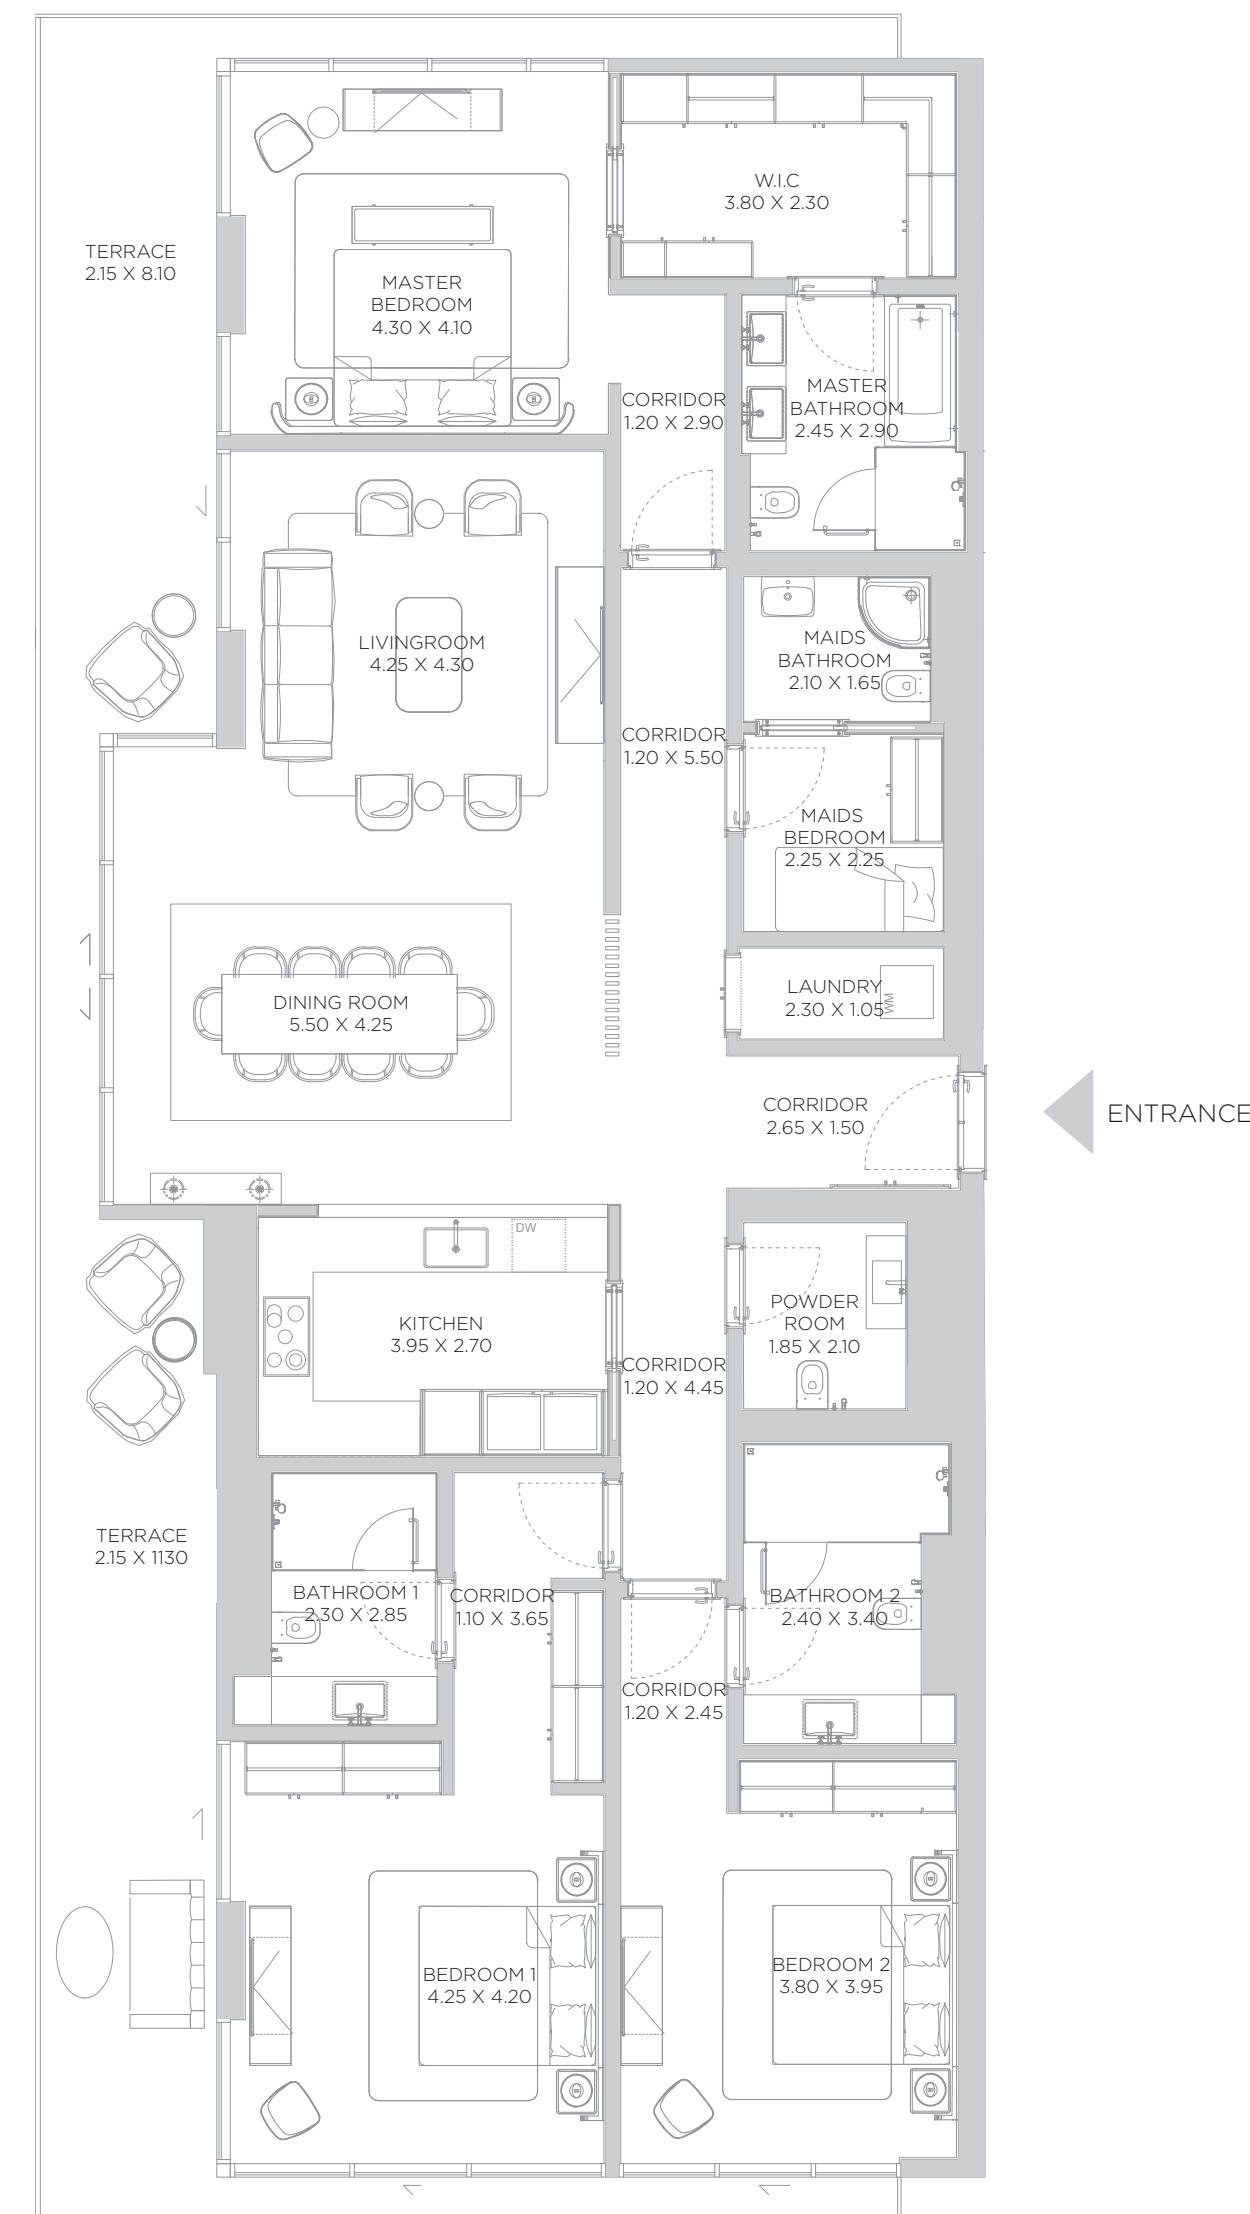 W.I.C
3.80 X 2.30
TERRACE
2.15 X 8.10
MASTER
BEDROOM
4.30 X 4.10
CORRIDOR
1.20 X 2.90
MASTER
BATHROOM
2.45 X 2.90
LIVINGROOM
4.25 X 4.30
MAIDS
BATHROOM
2.10 X 1.65
CORRIDOR
1.20 X 5.50
MAIDS
BEDROOM
2.25 X 2.25
DINING ROOM
5.50 X 4.25
LAUNDRY
2.30 X 1.05
WM
CORRIDOR
2.65 X 1.50
ENTRANCE
DW
KITCHEN
3.95 X 2.70
POWDER
ROOM
1.85 X 2.10
CORRIDOR
1.20 X 4.45
TERRACE
2.15 X 1130
BATHROOM 1
2.30 X 2.85
CORRIDOR
1.10 X 3.65
BATHROOM 2
2.40 X 3.40
CORRIDOR
1.20 X 2.45
BEDROOM 1
4.25 X 4.20
BEDROOM 2
3.80 X 3.95